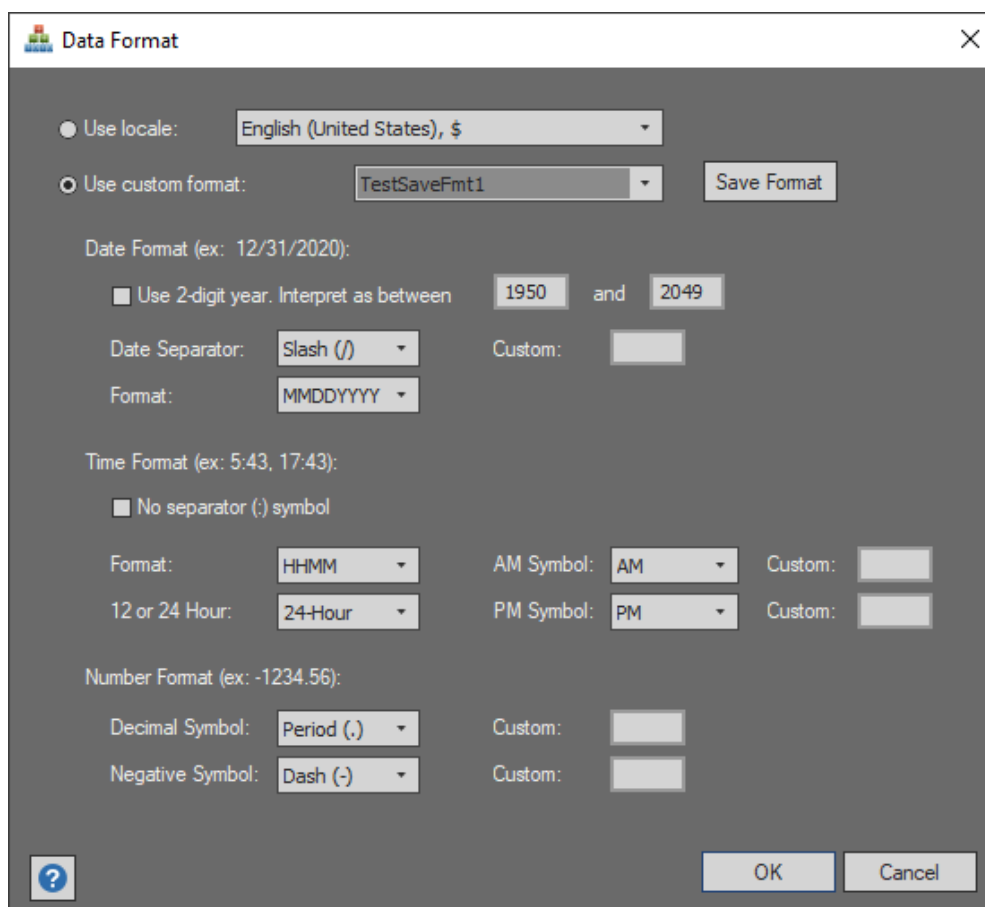 Data Format
Use locale: English (United States), $
Use custom format: TestSaveFmt1 Save Format
Date Format (ex: 12/31/2020):
Use 2-digit year. Interpret as between 1950 and 2049
Date Separator: Slash (/) Custom:
Format: MMDDYYYY
Time Format (ex: 5:43, 17:43):
No separator (:) symbol
Format: HHMM AM Symbol: AM Custom:
12 or 24 Hour: 24-Hour PM Symbol: PM Custom:
Number Format (ex: -1234.56):
Decimal Symbol: Period (.) Custom:
Negative Symbol: Dash (-) Custom:
? OK Cancel